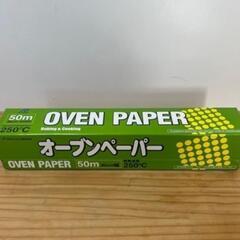 50m OVEN PAPER
250℃ Baking & Cooking
オーブンペーパー
OVEN PAPER 50m 250℃